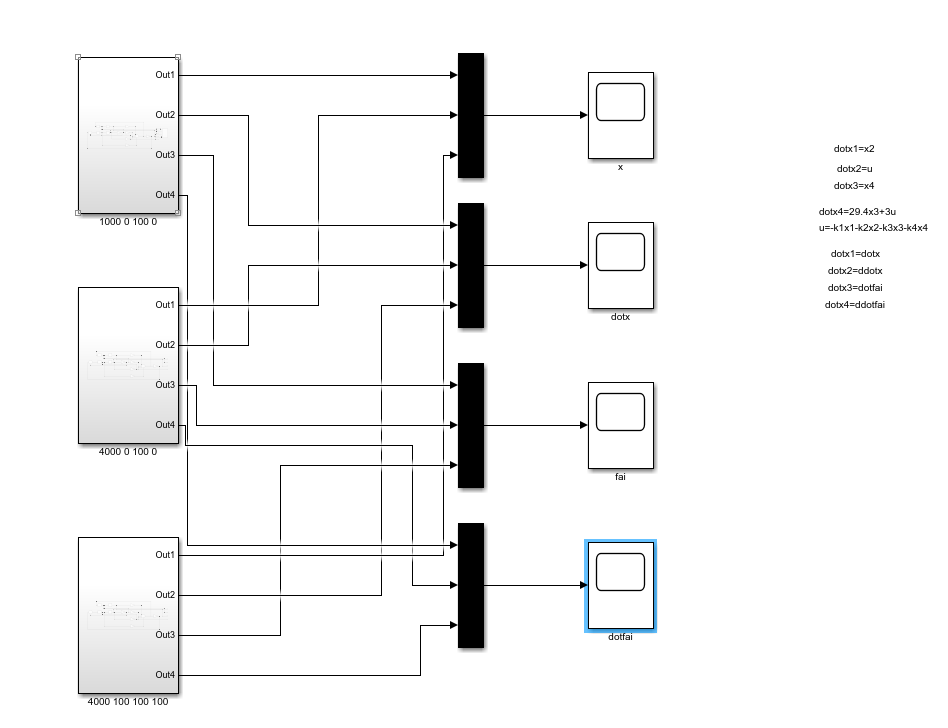 Out1
Out2
Out3
Out4
1000 0 100 0
Out1
Out2
Out3
Out4
4000 0 100 0
Out1
Out2
Out3
Out4
4000 100 100 100
x
dotx
fai
dotfai
dotx1=x2
dotx2=u
dotx3=x4
dotx4=29.4x3+3u
u=-k1x1-k2x2-k3x3-k4x4
dotx1=dotx
dotx2=ddotx
dotx3=dotfai
dotx4=ddotfai